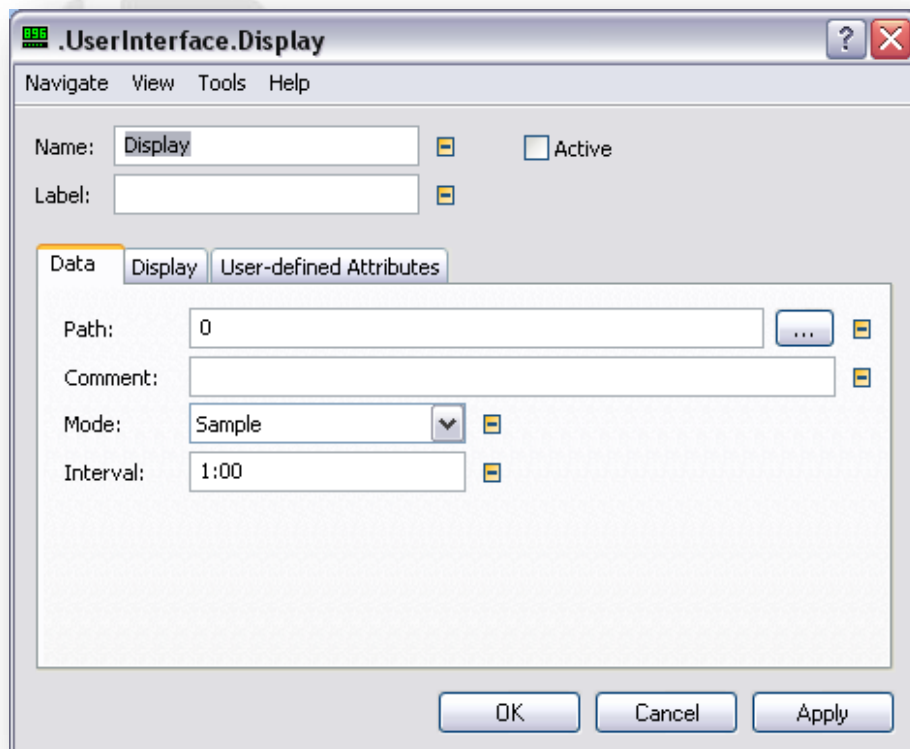 .UserInterface.Display
Navigate View Tools Help
Name: Display Active
Label:
Data Display User-defined Attributes
Path: 0 ...
Comment:
Mode: Sample
Interval: 1:00
OK Cancel Apply